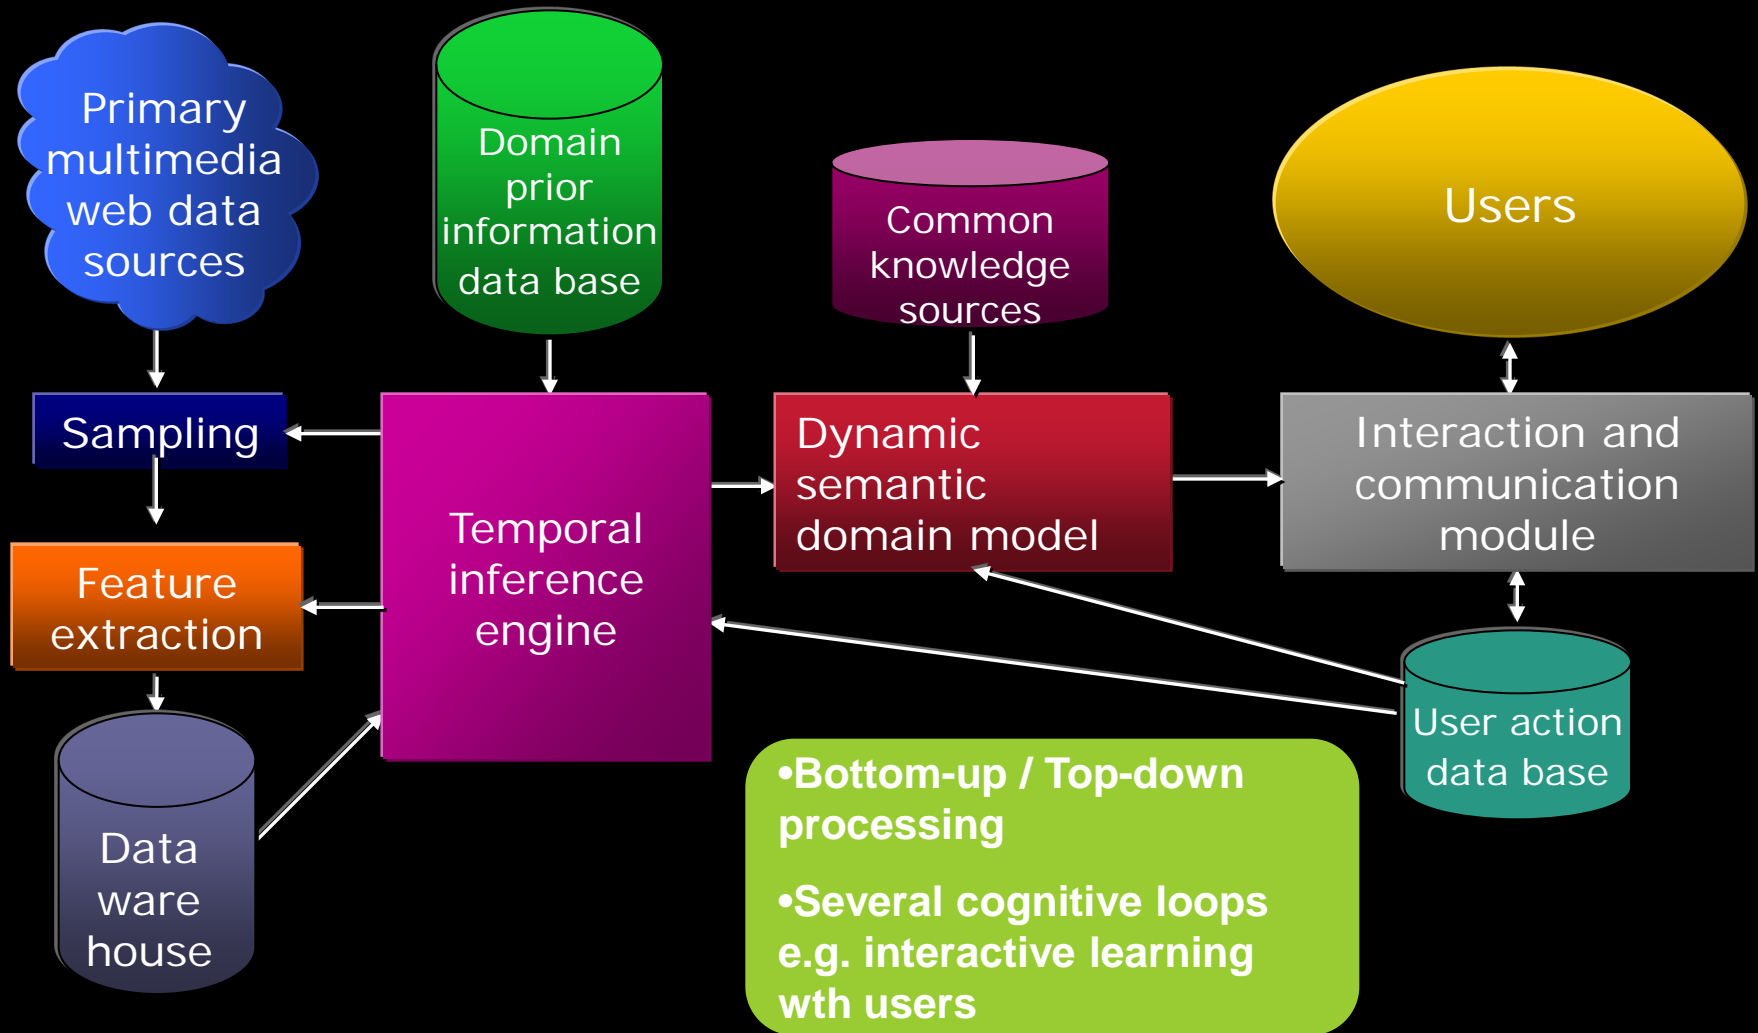 Primary
multimedia
web data
sources
Domain
prior
information
data base
Common
knowledge
sources
Users
Sampling
Temporal
inference
engine
Dynamic
semantic
domain model
Interaction and
communication
module
Feature
extraction
Data
ware
house
User action
data base
•Bottom-up / Top-down
processing
•Several cognitive loops
e.g. interactive learning
wth users